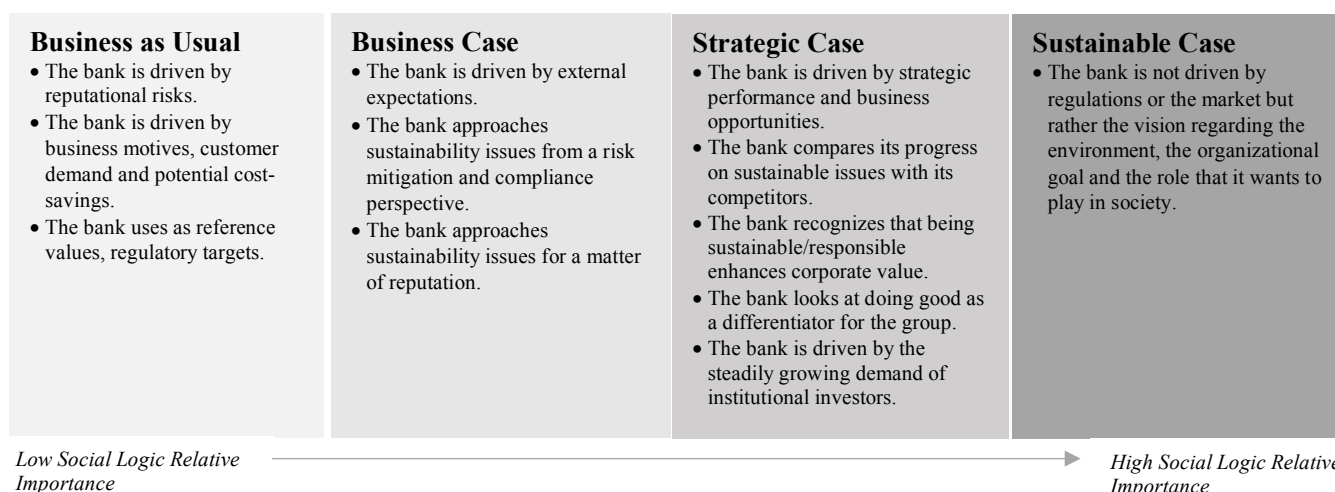 Business as Usual
• The bank is driven by
reputational risks.
• The bank is driven by
business motives, customer
demand and potential cost-
savings.
• The bank uses as reference
values, regulatory targets.
Business Case
• The bank is driven by external
expectations.
• The bank approaches
sustainability issues from a risk
mitigation and compliance
perspective.
• The bank approaches
sustainability issues for a matter
of reputation.
Strategic Case
• The bank is driven by strategic
performance and business
opportunities.
• The bank compares its progress
on sustainable issues with its
competitors.
• The bank recognizes that being
sustainable/responsible
enhances corporate value.
• The bank looks at doing good as
a differentiator for the group.
• The bank is driven by the
steadily growing demand of
institutional investors.
Sustainable Case
• The bank is not driven by
regulations or the market but
rather the vision regarding the
environment, the organizational
goal and the role that it wants to
play in society.
Low Social Logic Relative
Importance
High Social Logic Relative
Importance